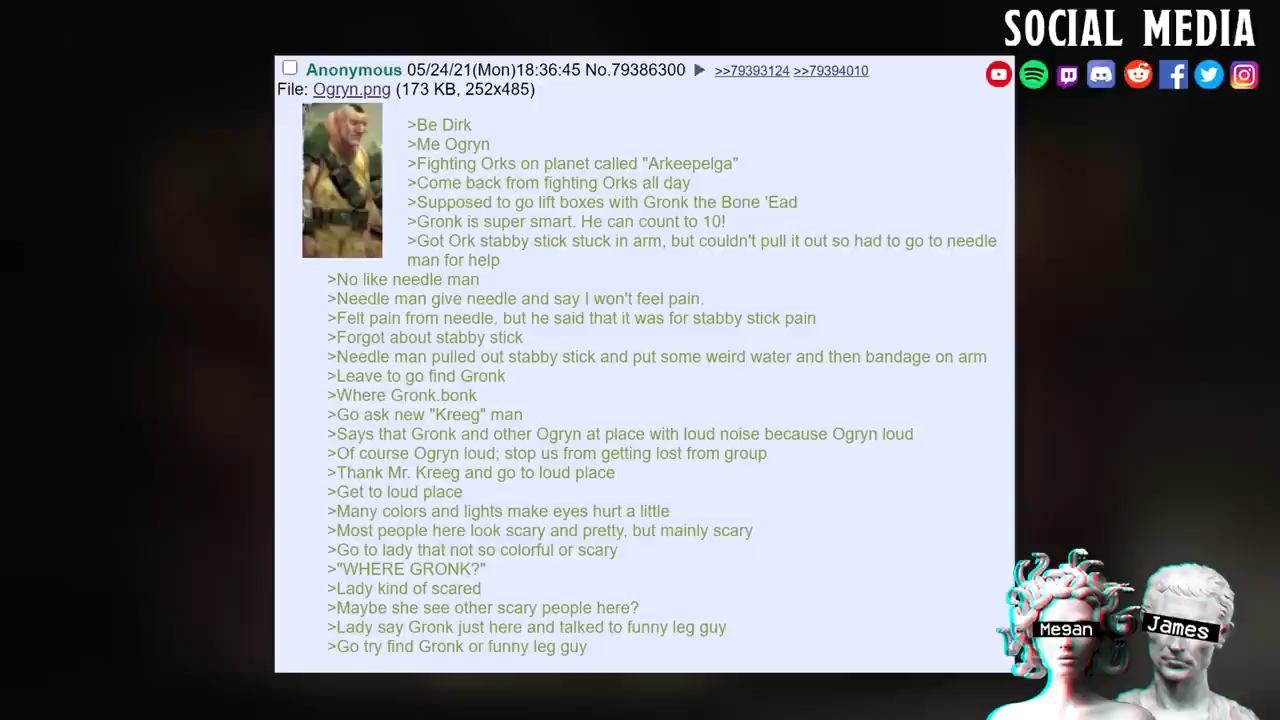 SOCIAL MEDIA
Anonymous 05/24/21(Mon)18:36:45 No.79386300 ▶ >>79393124 >>79394010
File: Ogryn.png (173 KB, 252x485)
>Be Dirk
>Me Ogryn
>Fighting Orks on planet called "Arkeepelga"
>Come back from fighting Orks all day
>Supposed to go lift boxes with Gronk the Bone 'Ead
>Gronk is super smart. He can count to 10!
>Got Ork stabby stick stuck in arm, but couldn't pull it out so had to go to needle
man for help
>No like needle man
>Needle man give needle and say I won't feel pain.
>Felt pain from needle, but he said that it was for stabby stick pain
>Forgot about stabby stick
>Needle man pulled out stabby stick and put some weird water and then bandage on arm
>Leave to go find Gronk
>Where Gronk.bonk
>Go ask new "Kreeg" man
>Says that Gronk and other Ogryn at place with loud noise because Ogryn loud
>Of course Ogryn loud; stop us from getting lost from group
>Thank Mr. Kreeg and go to loud place
>Get to loud place
>Many colors and lights make eyes hurt a little
>Most people here look scary and pretty, but mainly scary
>Go to lady that not so colorful or scary
>"WHERE GRONK?"
>Lady kind of scared
>Maybe she see other scary people here?
>Lady say Gronk just here and talked to funny leg guy
>Go try find Gronk or funny leg guy
Megan
James